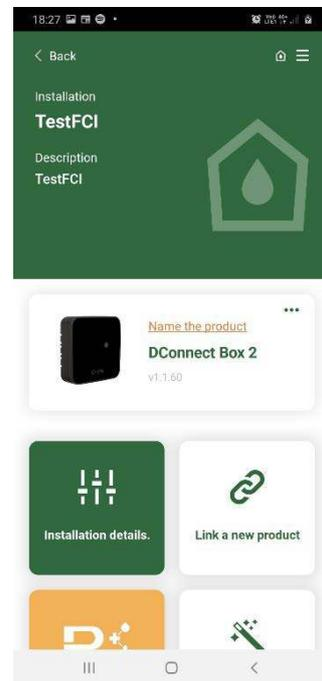 18:27
Back
Installation
TestFCI
Description
TestFCI
Name the product
DConnect Box 2
v1.1.60
Installation details.
Link a new product